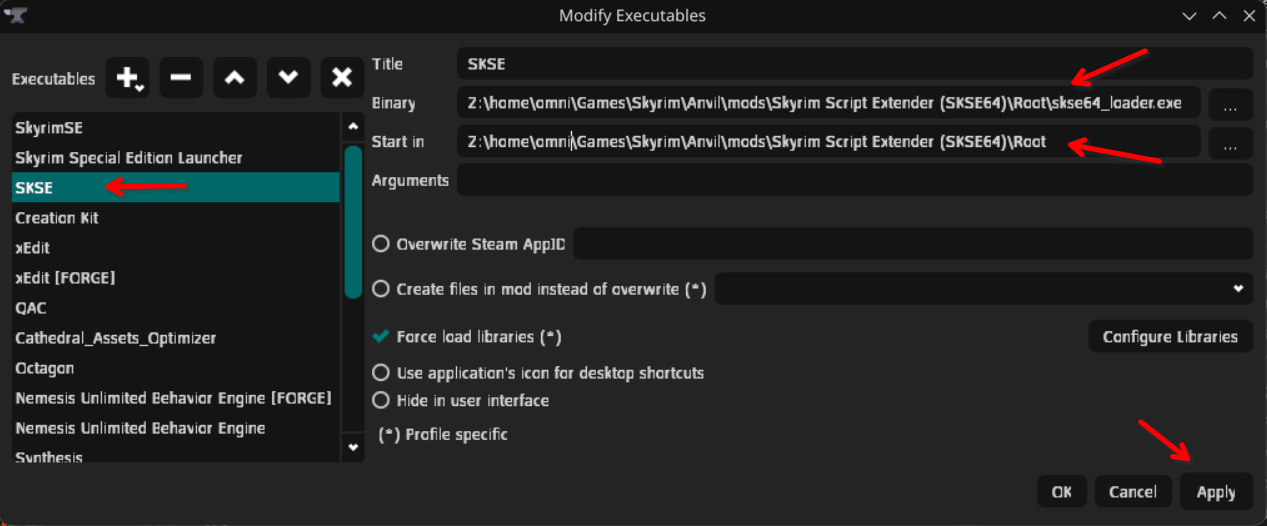 Modify Executables
Executables
SkyrimSE
Skyrim Special Edition Launcher
SKSE
Creation Kit
xEdit
xEdit [FORGE]
QAC
Cathedral_Assets_Optimizer
Octagon
Nemesis Unlimited Behavior Engine [FORGE]
Nemesis Unlimited Behavior Engine
Synthesis
Title SKSE
Binary Z:\home\omni\Games\Skyrim\Anvil\mods\Skyrim Script Extender (SKSE64)\Root\skse64_loader.exe ...
Start in Z:\home\omni\Games\Skyrim\Anvil\mods\Skyrim Script Extender (SKSE64)\Root ...
Arguments
Overwrite Steam AppID
Create files in mod instead of overwrite (*)
Force load libraries (*) Configure Libraries
Use application's icon for desktop shortcuts
Hide in user interface
(*) Profile specific
OK Cancel Apply